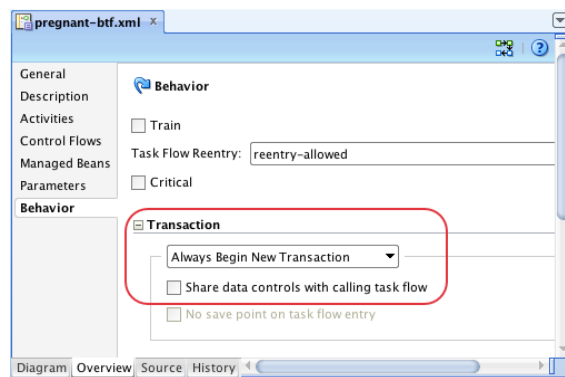 pregnant-btf.xml
General
Description
Activities
Control Flows
Managed Beans
Parameters
Behavior
Behavior
Train
Task Flow Reentry: reentry-allowed
Critical
Transaction
Always Begin New Transaction
Share data controls with calling task flow
No save point on task flow entry
Diagram Overview Source History